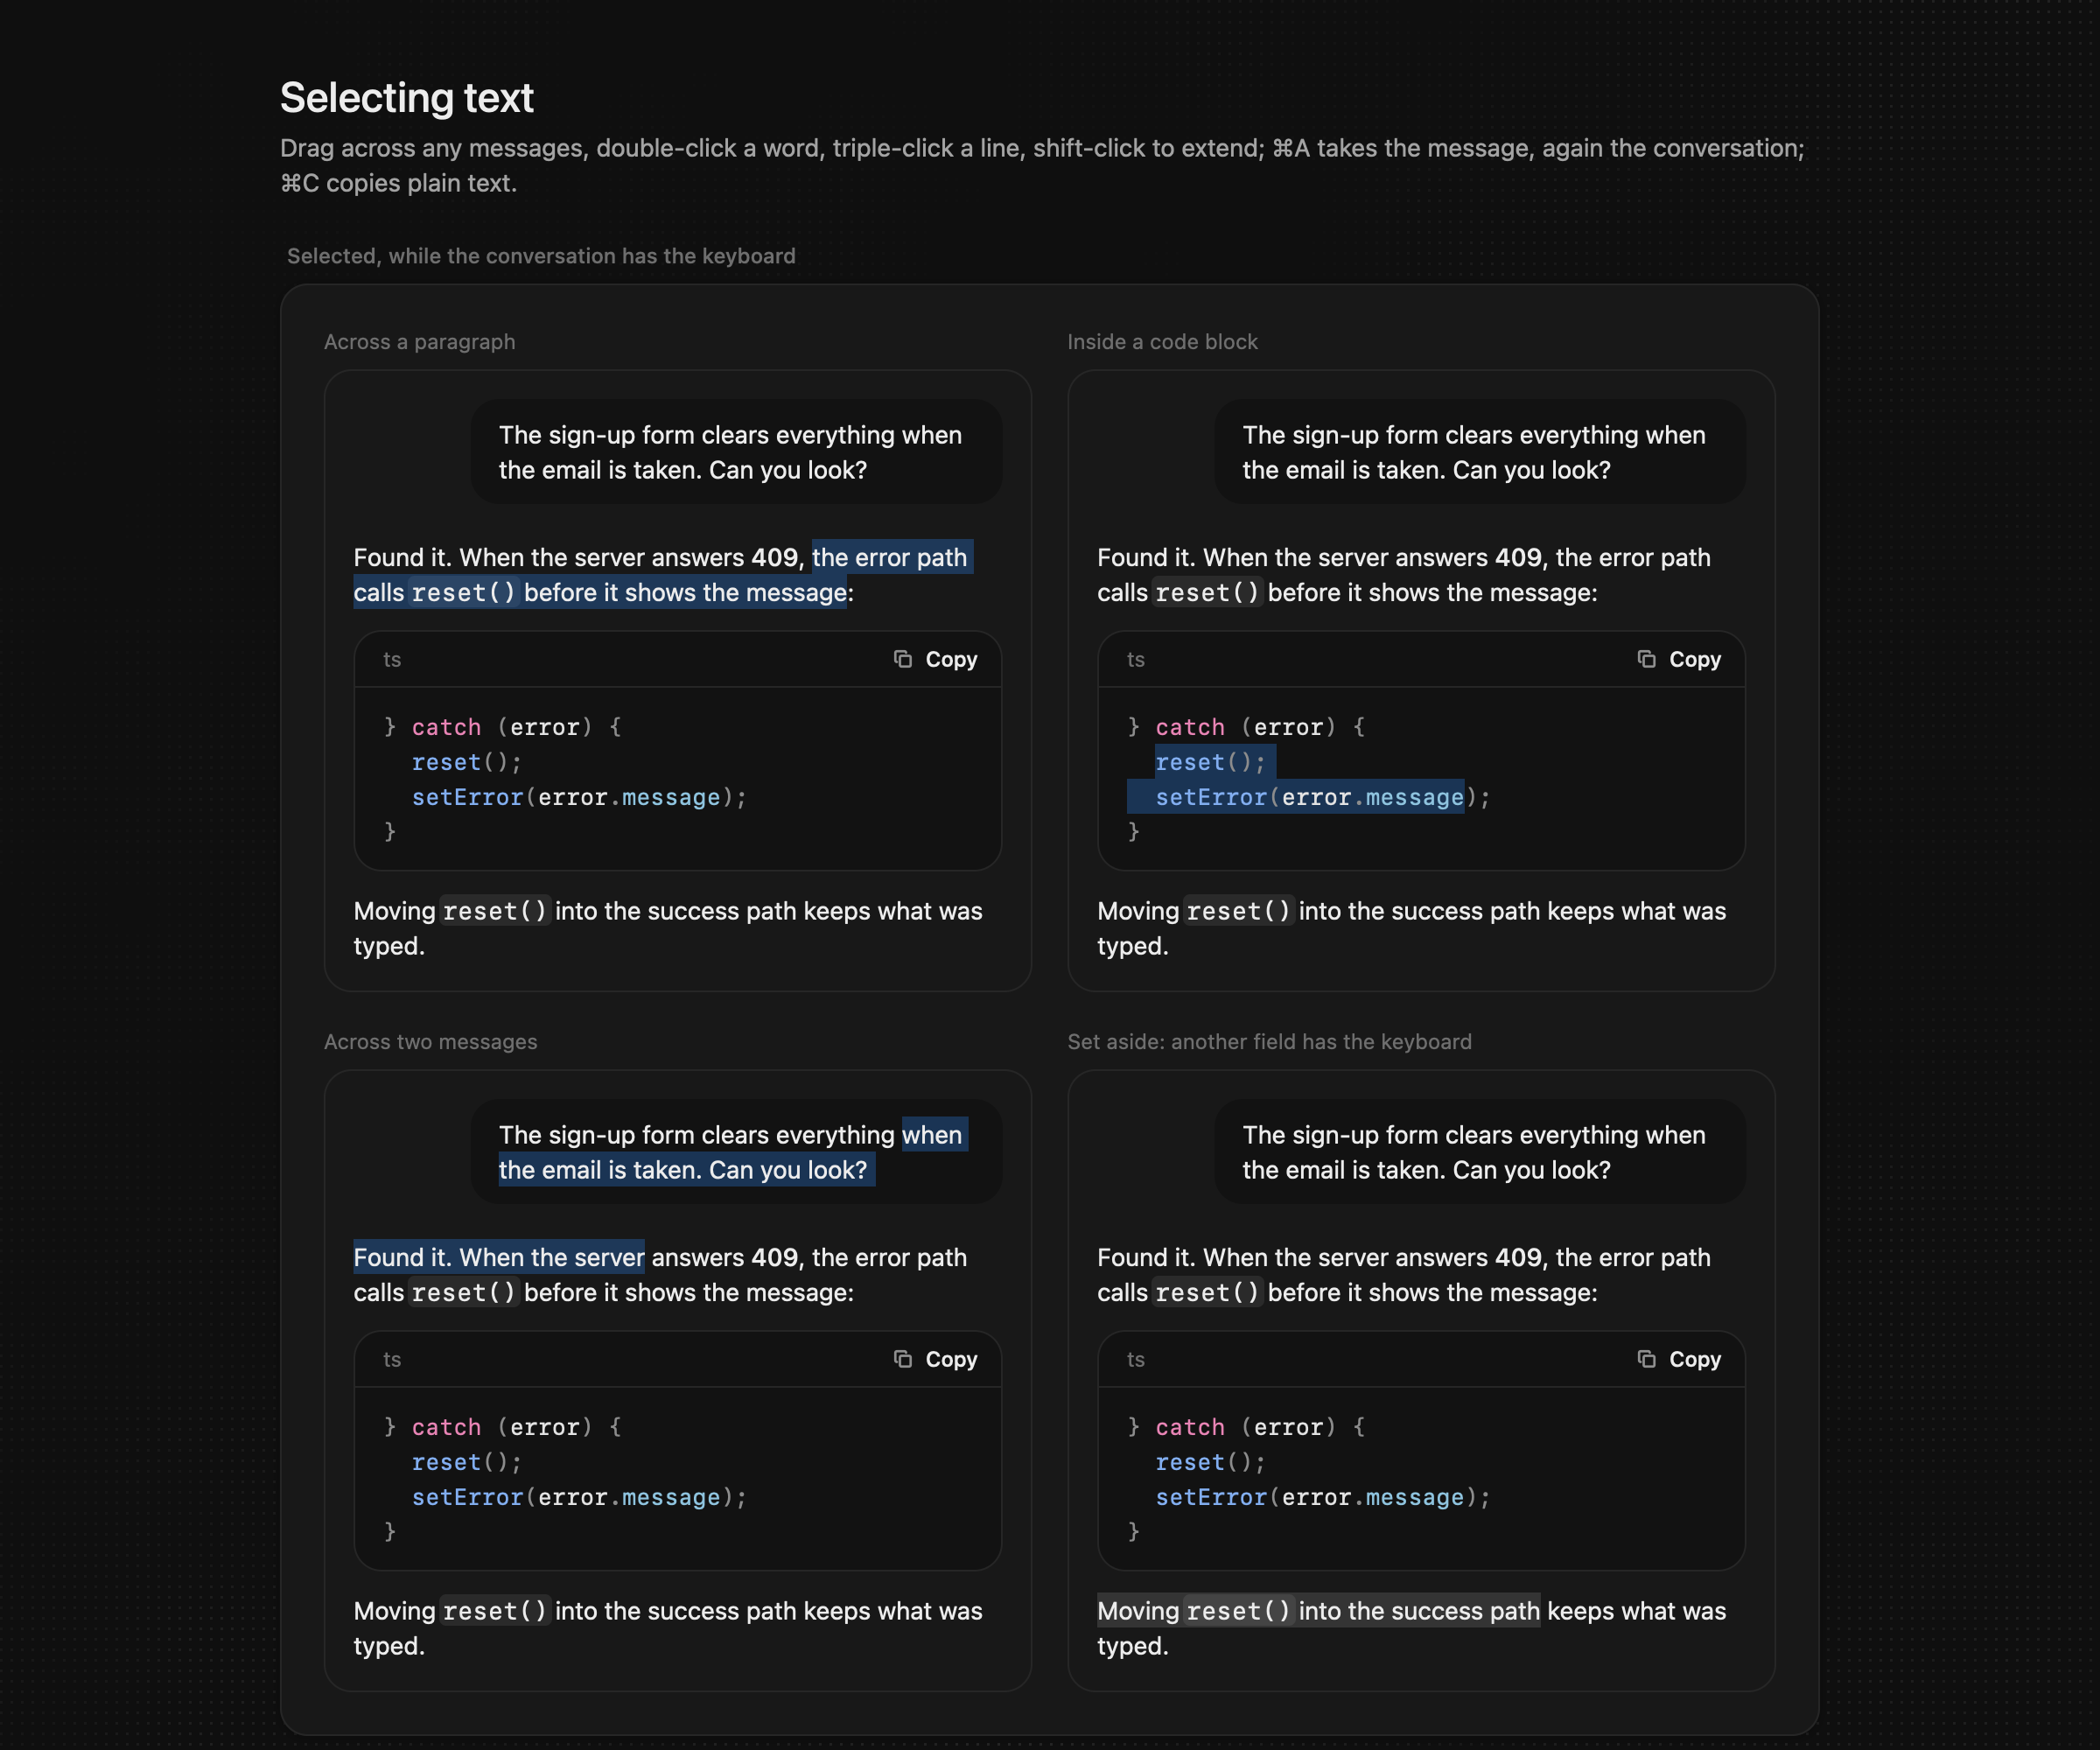 Selecting text
Drag across any messages, double-click a word, triple-click a line, shift-click to extend; ⌘A takes the message, again the conversation;
⌘C copies plain text.
Selected, while the conversation has the keyboard
Across a paragraph
The sign-up form clears everything when
the email is taken. Can you look?
Found it. When the server answers 409, the error path
calls reset() before it shows the message:
ts
Copy
} catch (error) {
  reset();
  setError(error.message);
}
Moving reset() into the success path keeps what was
typed.
Inside a code block
The sign-up form clears everything when
the email is taken. Can you look?
Found it. When the server answers 409, the error path
calls reset() before it shows the message:
ts
Copy
} catch (error) {
  reset();
  setError(error.message);
}
Moving reset() into the success path keeps what was
typed.
Across two messages
The sign-up form clears everything when
the email is taken. Can you look?
Found it. When the server answers 409, the error path
calls reset() before it shows the message:
ts
Copy
} catch (error) {
  reset();
  setError(error.message);
}
Moving reset() into the success path keeps what was
typed.
Set aside: another field has the keyboard
The sign-up form clears everything when
the email is taken. Can you look?
Found it. When the server answers 409, the error path
calls reset() before it shows the message:
ts
Copy
} catch (error) {
  reset();
  setError(error.message);
}
Moving reset() into the success path keeps what was
typed.